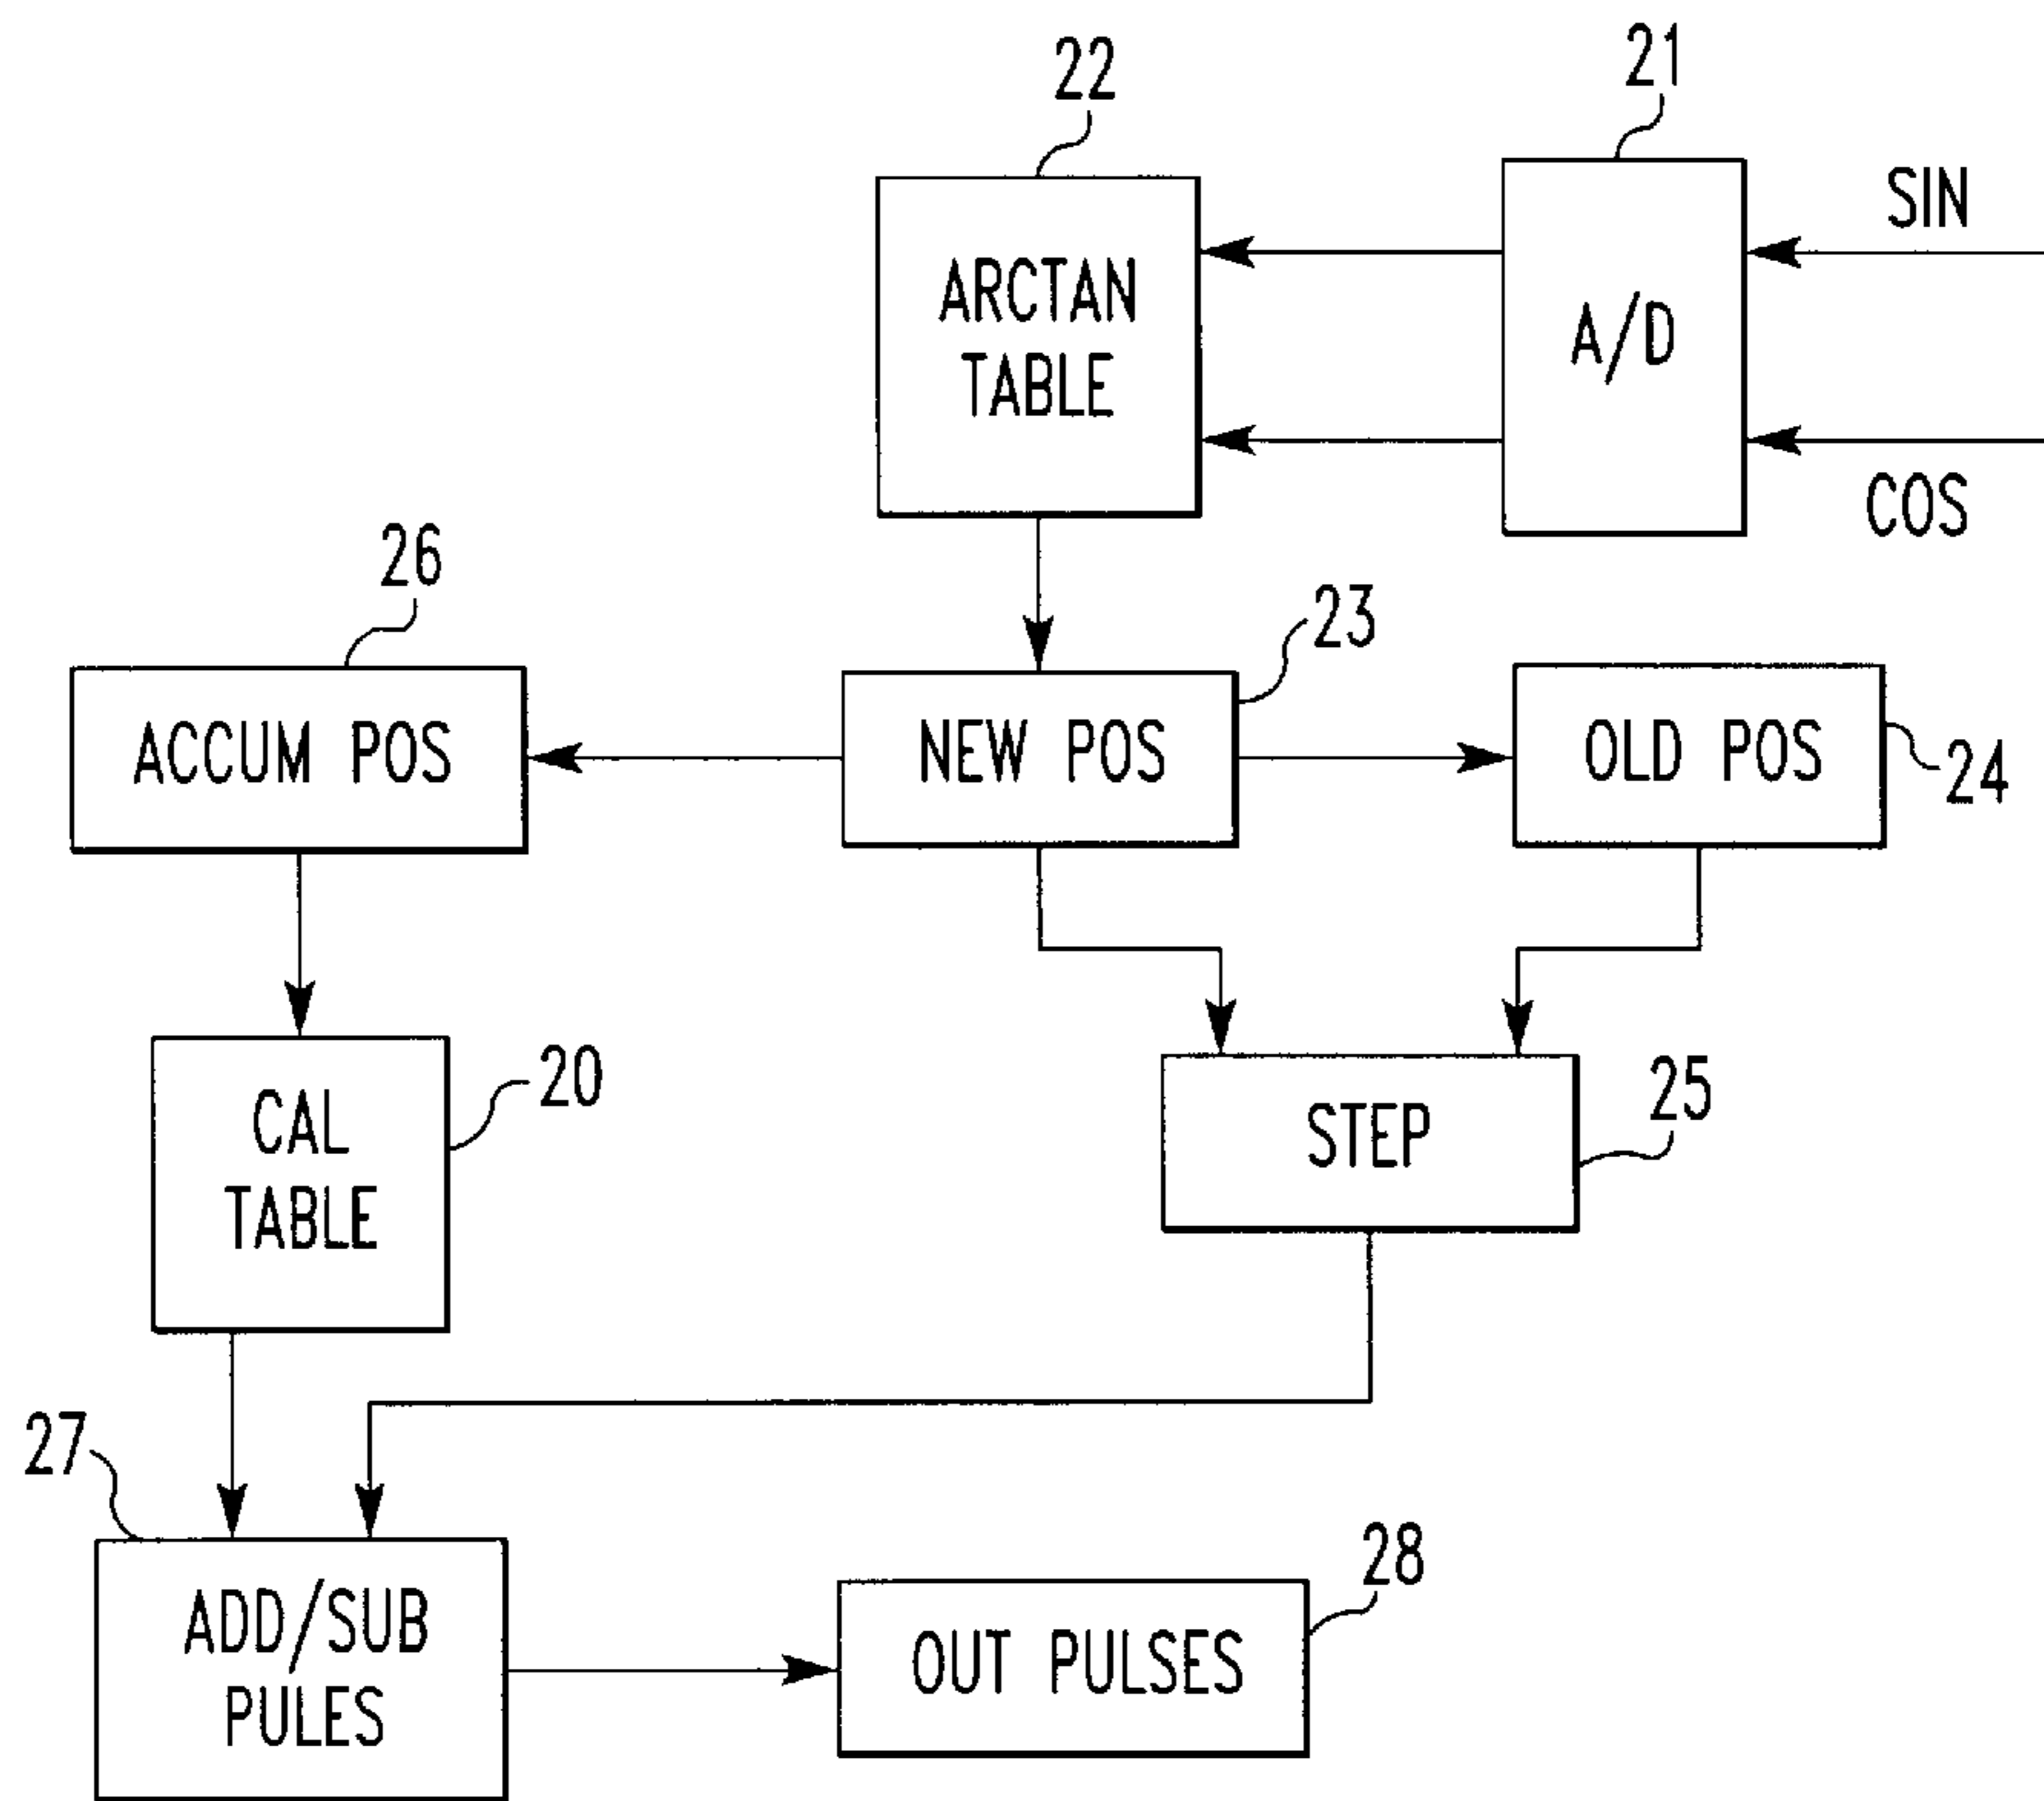 21
22
SIN
ARCTAN
TABLE
A/D
COS
26
23
ACCUM POS
NEW POS
OLD POS
24
20
CAL
TABLE
25
STEP
27
28
ADD/SUB
PULES
OUT PULSES